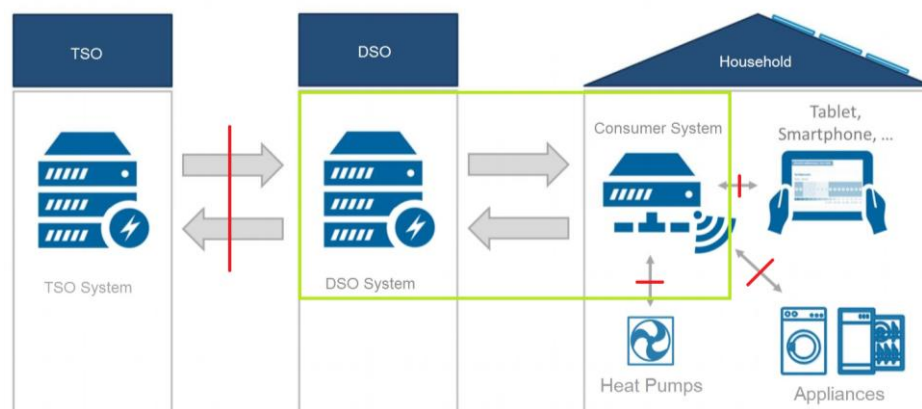 TSO
DSO
Household
Consumer System
Tablet,
Smartphone, ...
TSO System
DSO System
Heat Pumps
Appliances